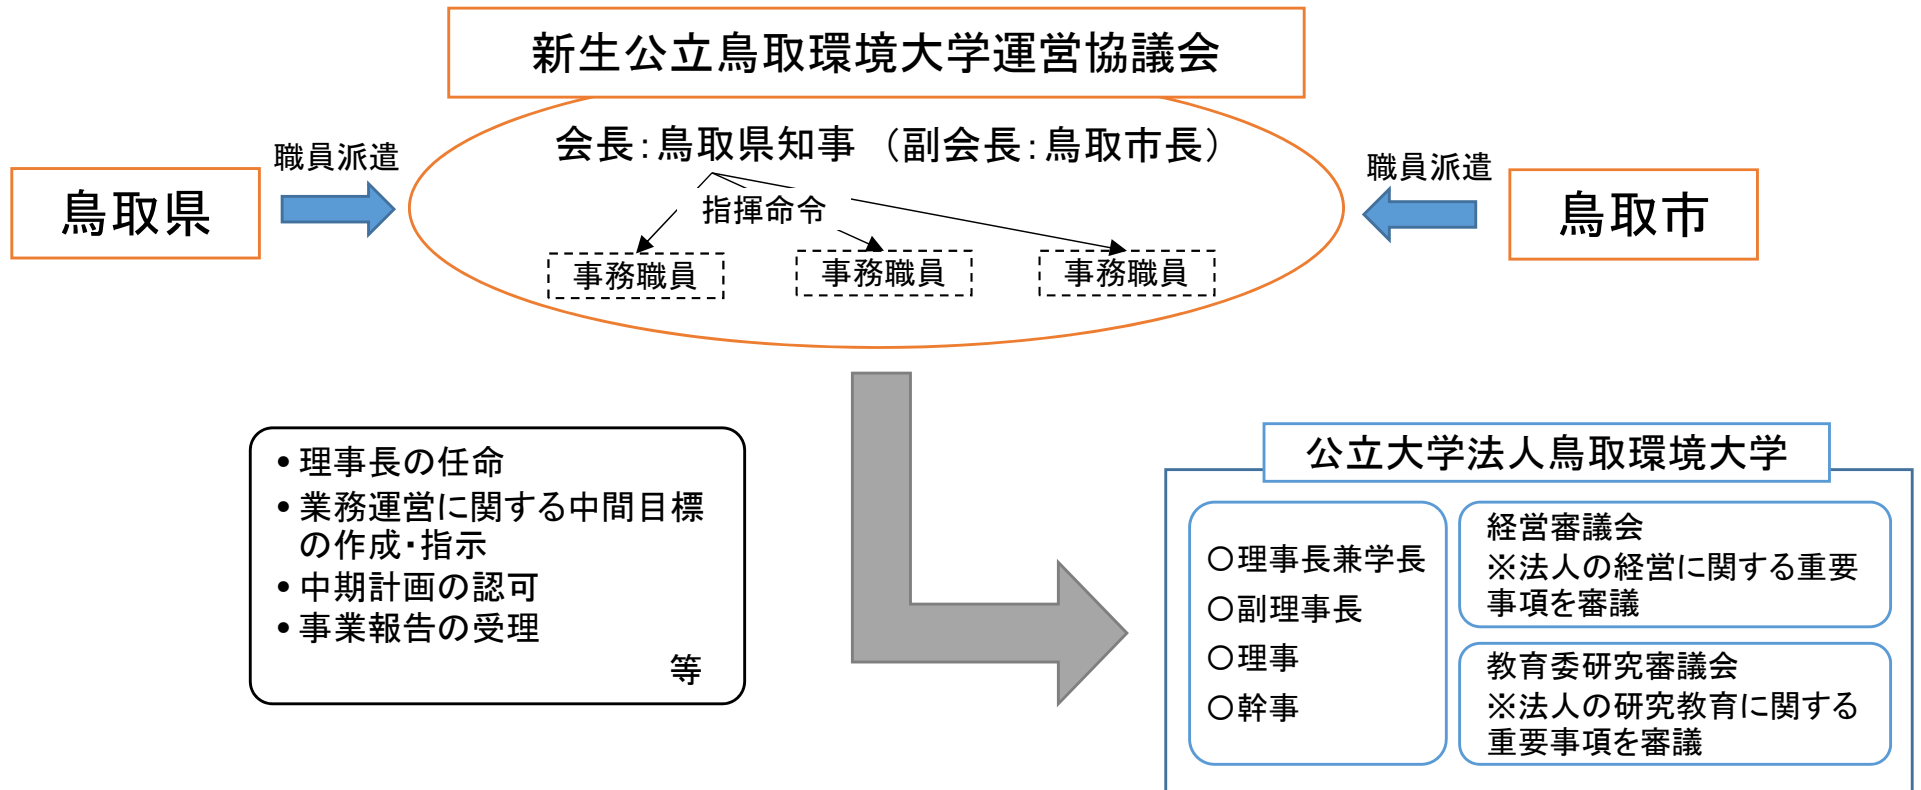 新生公立鳥取環境大学運営協議会
会長:鳥取県知事 (副会長:鳥取市長)
職員派遣
鳥取県
職員派遣
鳥取市
指揮命令
事務職員
事務職員
事務職員
•理事長の任命
•業務運営に関する中間目標
の作成・指示
•中期計画の認可
•事業報告の受理
等
公立大学法人鳥取環境大学
○理事長兼学長
○副理事長
○理事
○幹事
経営審議会
※法人の経営に関する重要
事項を審議
教育委研究審議会
※法人の研究教育に関する
重要事項を審議